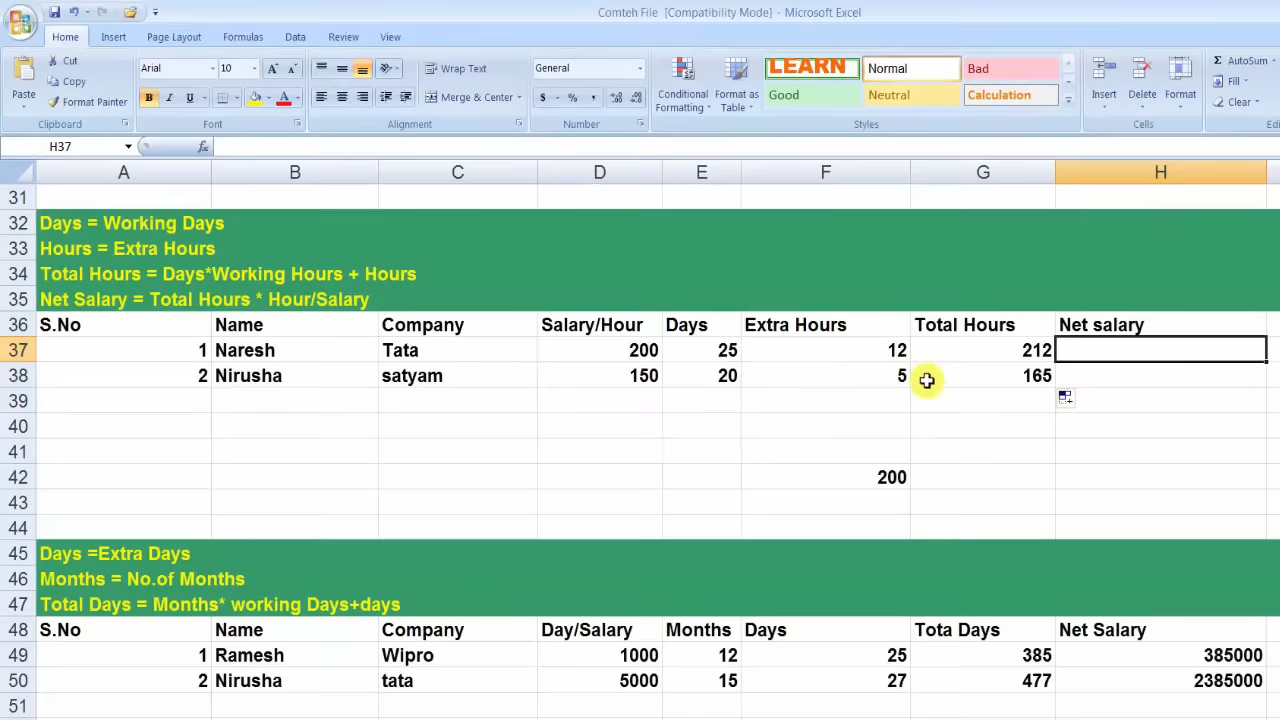 Comteh File [Compatibility Mode] - Microsoft Excel
Home Insert Page Layout Formulas Data Review View
Cut Arial 10 Wrap Text General LEARN Normal Bad AutoSum
Copy Fill
Paste Format Painter B I U A Merge & Center $ % , Conditional Formatting Format as Table Good Neutral Calculation Insert Delete Format Clear
Clipboard Font Alignment Number Styles Cells
H37 fx
A B C D E F G H
31
32 Days = Working Days
33 Hours = Extra Hours
34 Total Hours = Days*Working Hours + Hours
35 Net Salary = Total Hours * Hour/Salary
36 S.No Name Company Salary/Hour Days Extra Hours Total Hours Net salary
37 1 Naresh Tata 200 25 12 212
38 2 Nirusha satyam 150 20 5 165
39
40
41
42 200
43
44
45 Days =Extra Days
46 Months = No.of Months
47 Total Days = Months* working Days+days
48 S.No Name Company Day/Salary Months Days Tota Days Net Salary
49 1 Ramesh Wipro 1000 12 25 385 385000
50 2 Nirusha tata 5000 15 27 477 2385000
51